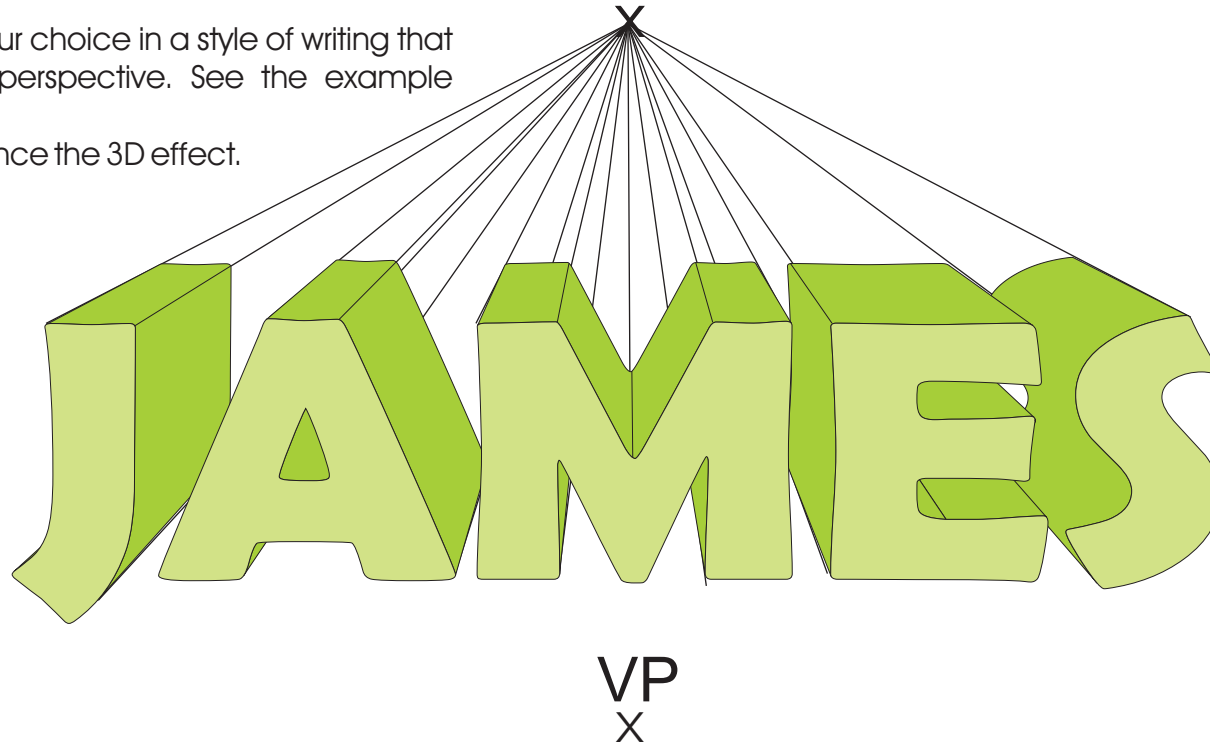 ur choice in a style of writing that
perspective. See the example
nce the 3D effect.
X
JAMES
VP
X